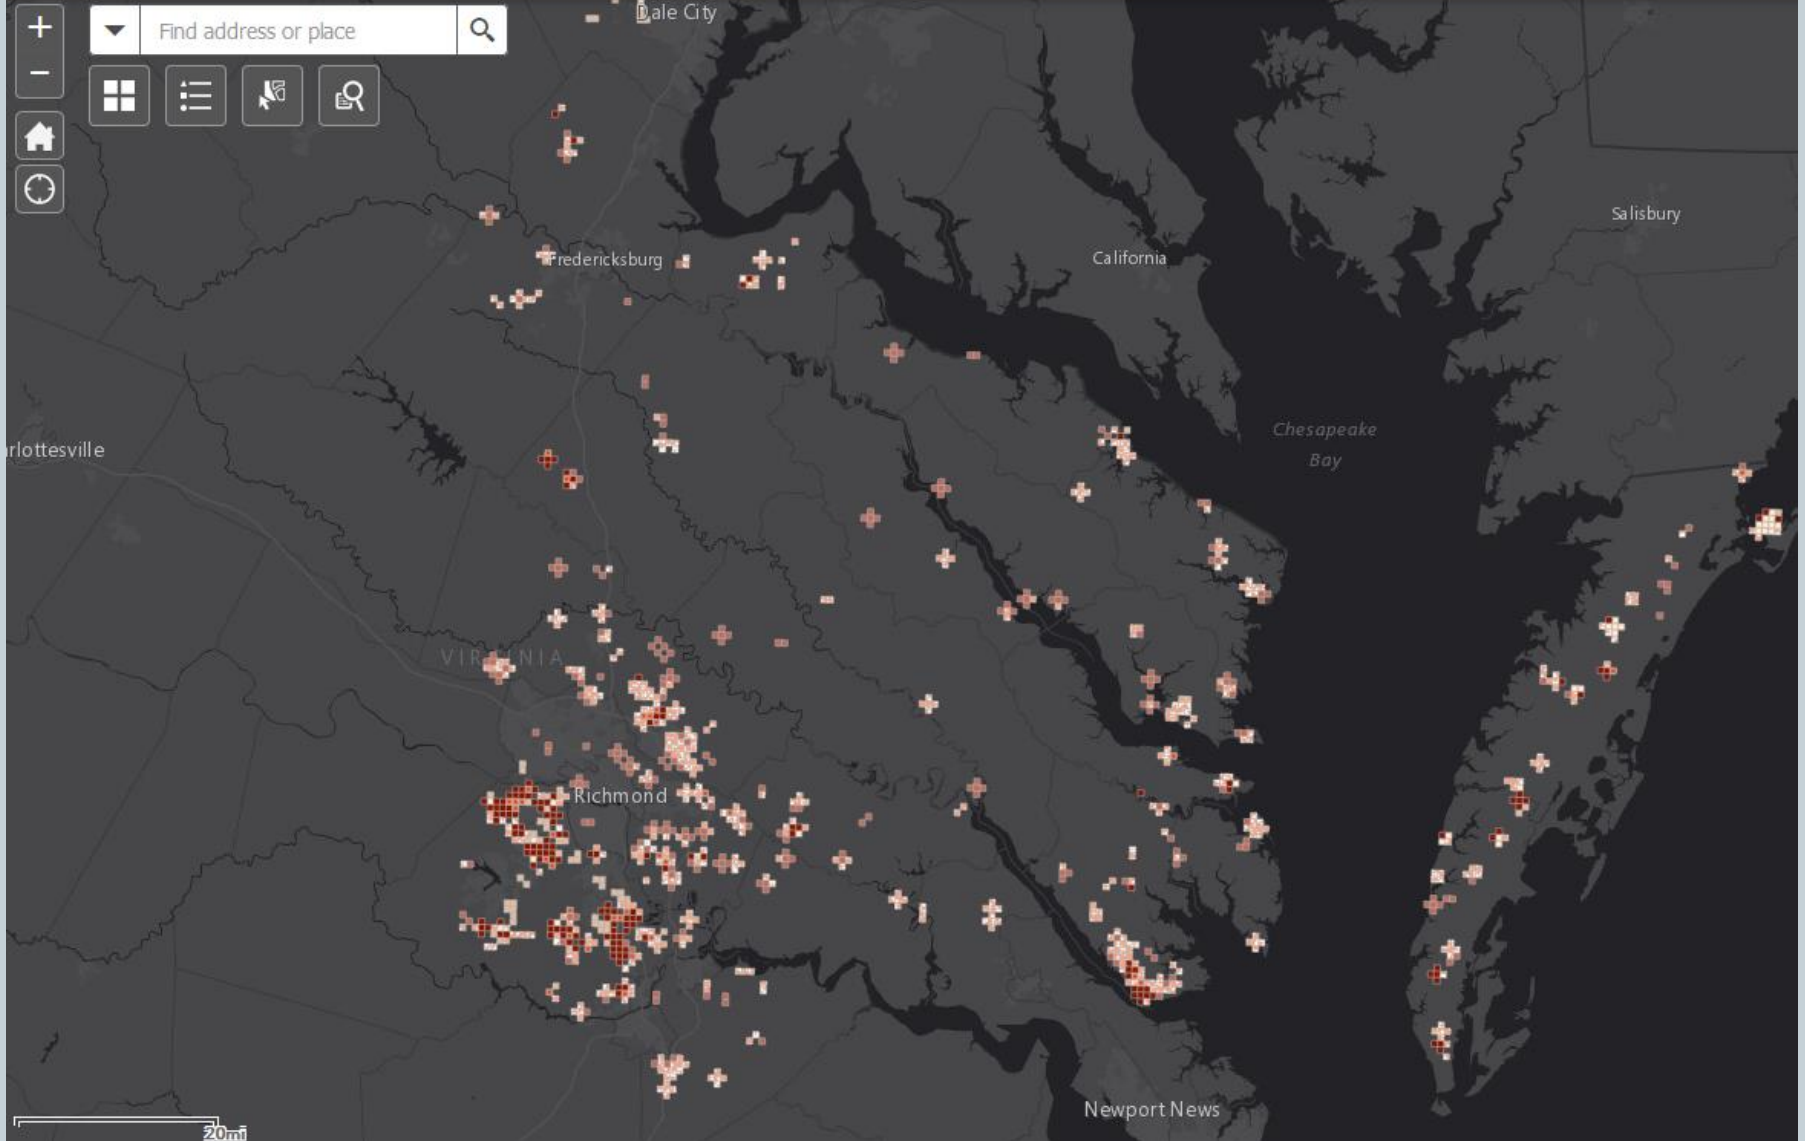 Dale City
Find address or place
Salisbury
Fredericksburg
California
Chesapeake
Bay
rlottesville
VIRGINIA
Richmond
Newport News
20mi